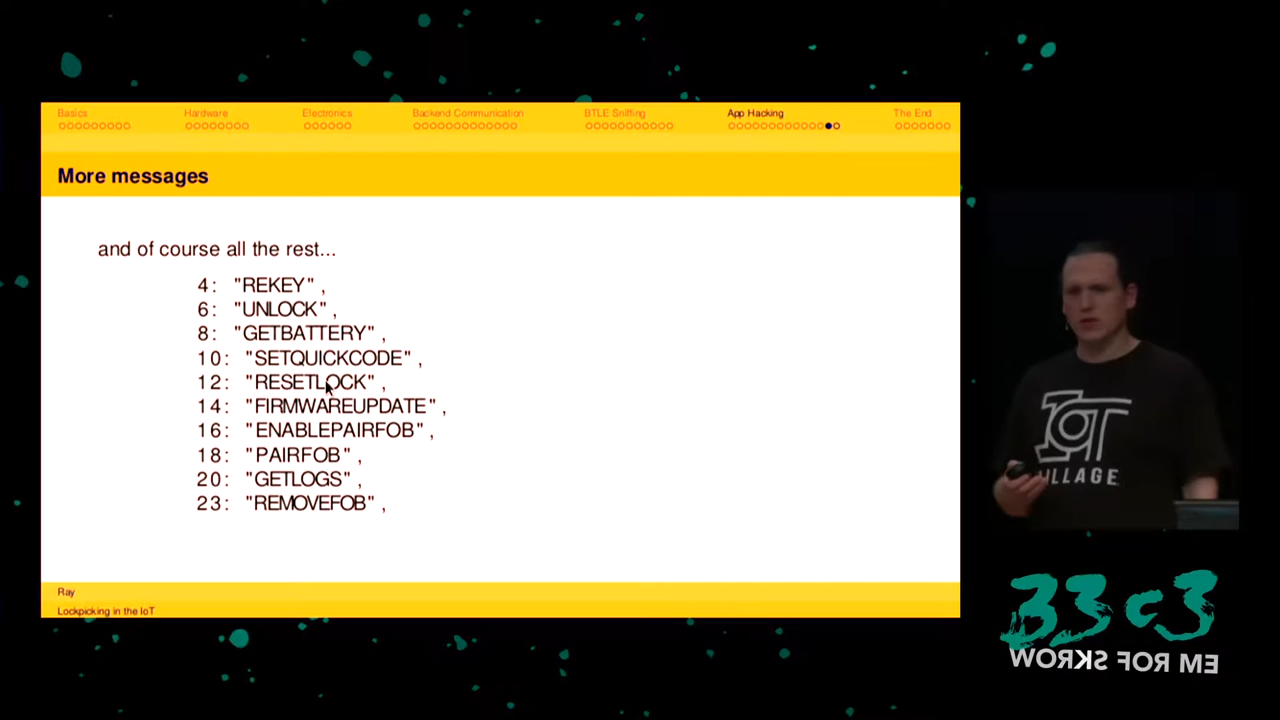 Basics Hardware Electronics Backend Communication BTLE Sniffing App Hacking The End
More messages
and of course all the rest...
4: "REKEY",
6: "UNLOCK",
8: "GETBATTERY",
10: "SETQUICKCODE",
12: "RESETLOCK",
14: "FIRMWAREUPDATE",
16: "ENABLEPAIRFOB",
18: "PAIRFOB",
20: "GETLOGS",
23: "REMOVEFOB",
Ray
Lockpicking in the IoT
IOT
VILLAGE
33c3
WORKS FOR ME